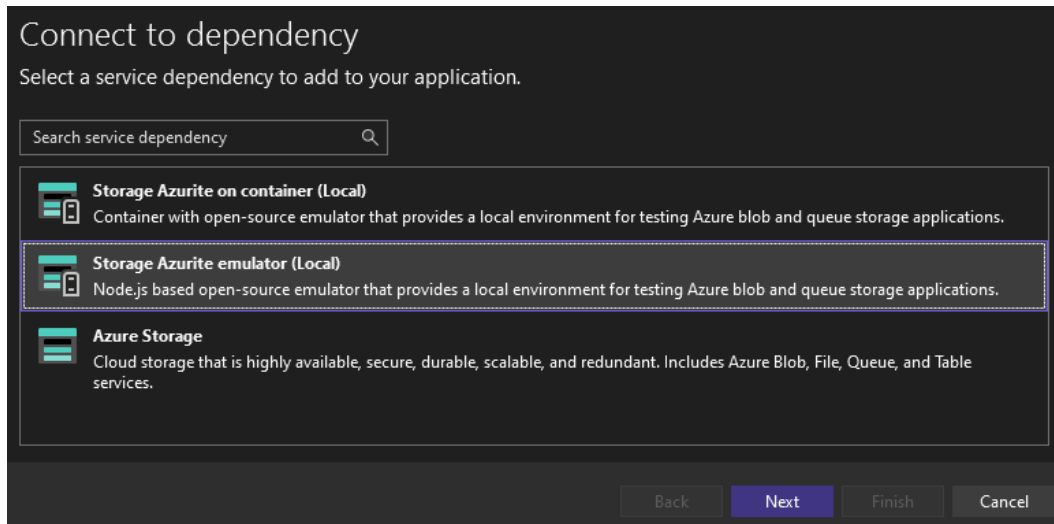 Connect to dependency
Select a service dependency to add to your application.
Search service dependency
Storage Azurite on container (Local)
Container with open-source emulator that provides a local environment for testing Azure blob and queue storage applications.
Storage Azurite emulator (Local)
Node.js based open-source emulator that provides a local environment for testing Azure blob and queue storage applications.
Azure Storage
Cloud storage that is highly available, secure, durable, scalable, and redundant. Includes Azure Blob, File, Queue, and Table
services.
Back Next Finish Cancel